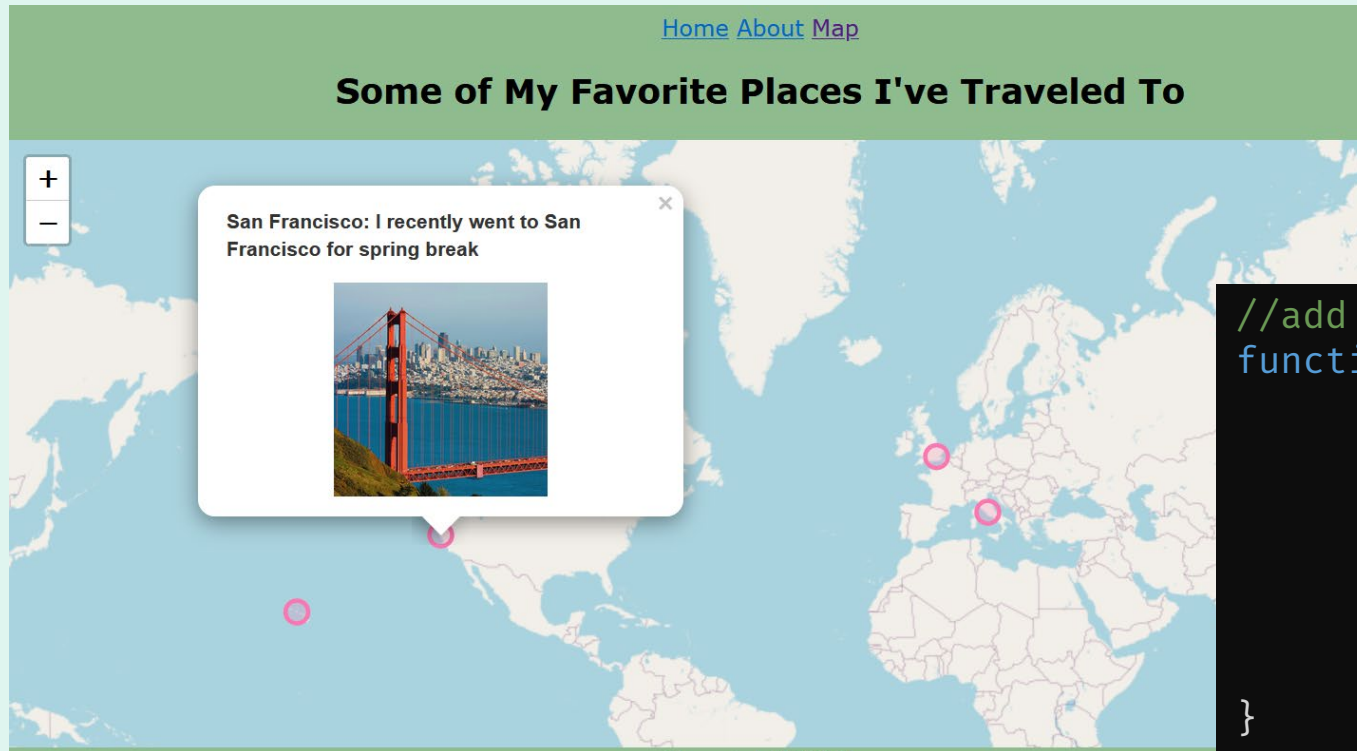 Home About Map
Some of My Favorite Places I've Traveled To
+
−
×
San Francisco: I recently went to San
Francisco for spring break
//add
functi
}